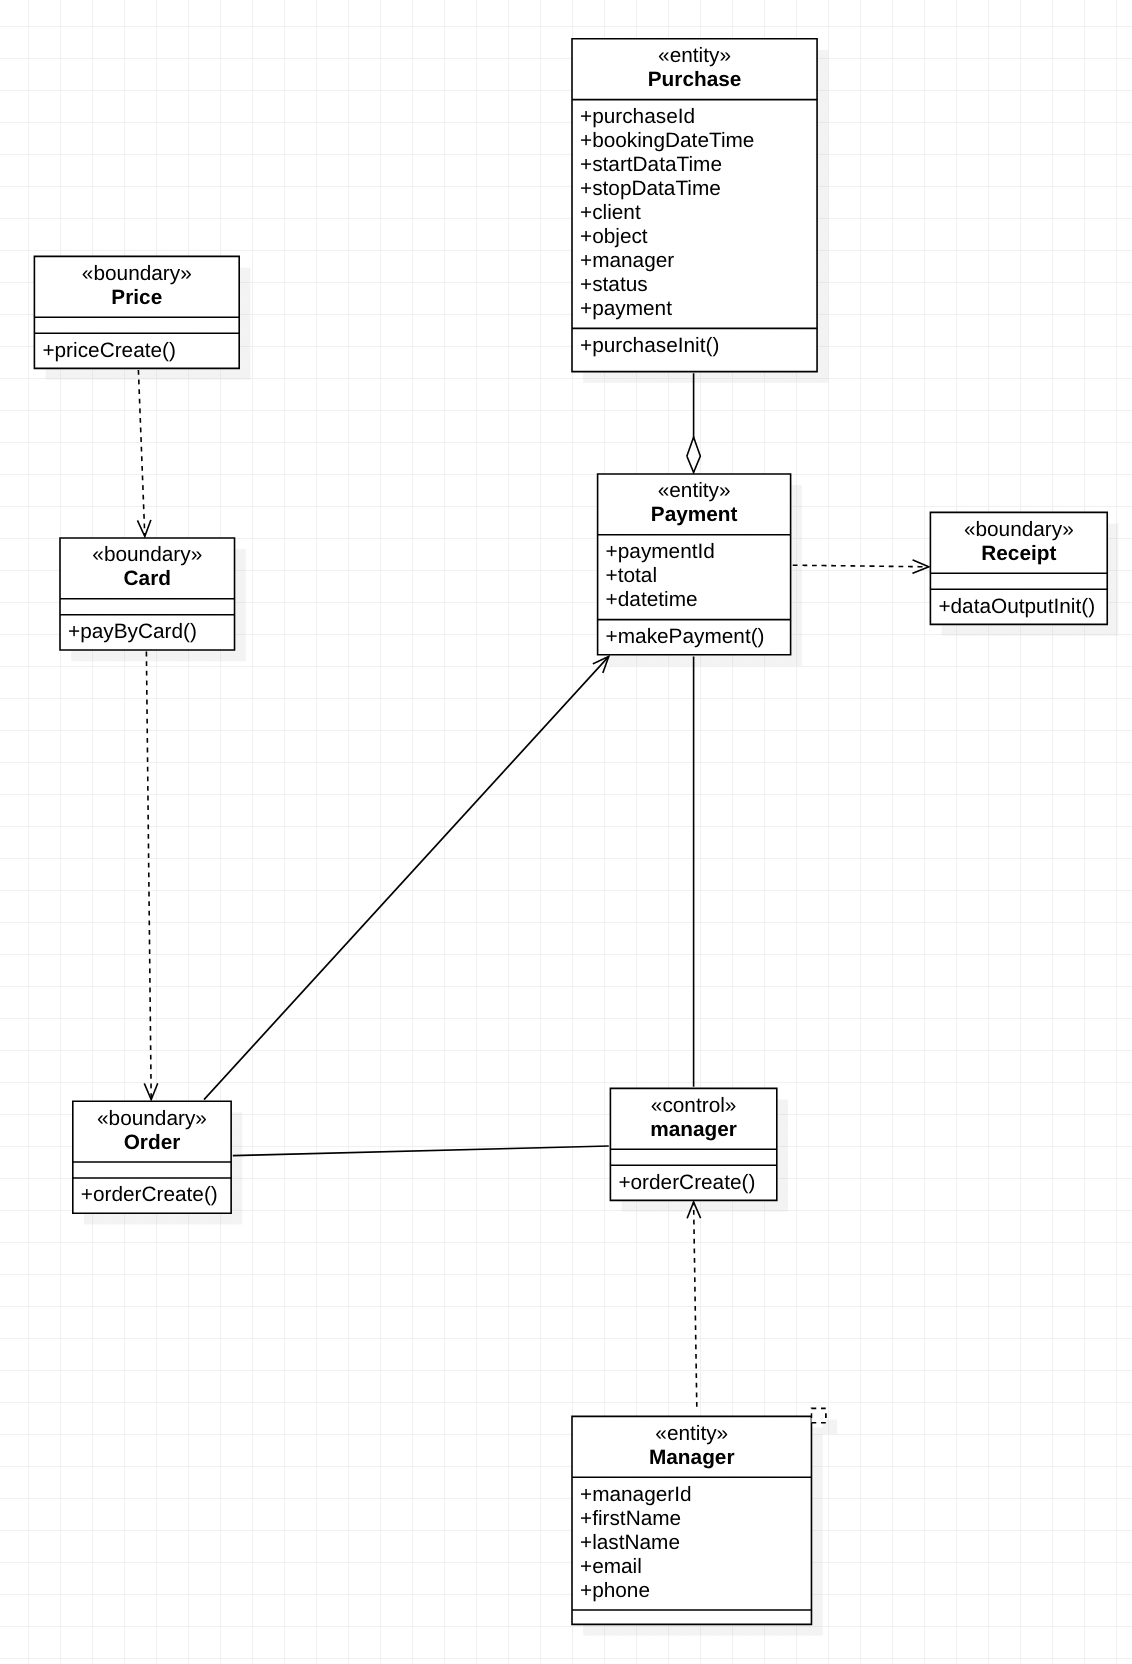 «entity»
Purchase
+purchaseId
+bookingDateTime
+startDataTime
+stopDataTime
+client
+object
+manager
+status
+payment
+purchaseInit()
«boundary»
Price
+priceCreate()
«entity»
Payment
+paymentId
+total
+datetime
+makePayment()
«boundary»
Receipt
+dataOutputInit()
«boundary»
Card
+payByCard()
«boundary»
Order
+orderCreate()
«control»
manager
+orderCreate()
«entity»
Manager
+managerId
+firstName
+lastName
+email
+phone